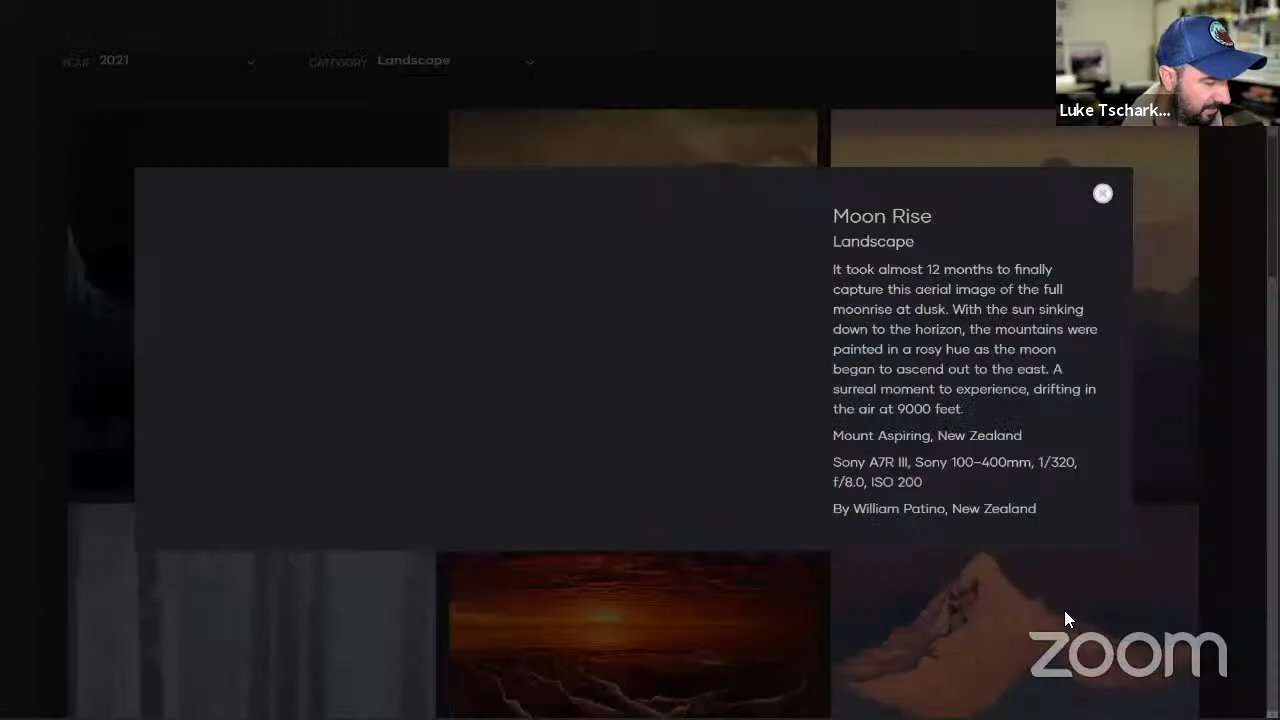 YEAR 2021
CATEGORY Landscape
Luke Tschark...
Moon Rise
Landscape
It took almost 12 months to finally
capture this aerial image of the full
moonrise at dusk. With the sun sinking
down to the horizon, the mountains were
painted in a rosy hue as the moon
began to ascend out to the east. A
surreal moment to experience, drifting in
the air at 9000 feet.
Mount Aspiring, New Zealand
Sony A7R III, Sony 100–400mm, 1/320,
f/8.0, ISO 200
By William Patino, New Zealand
zoom